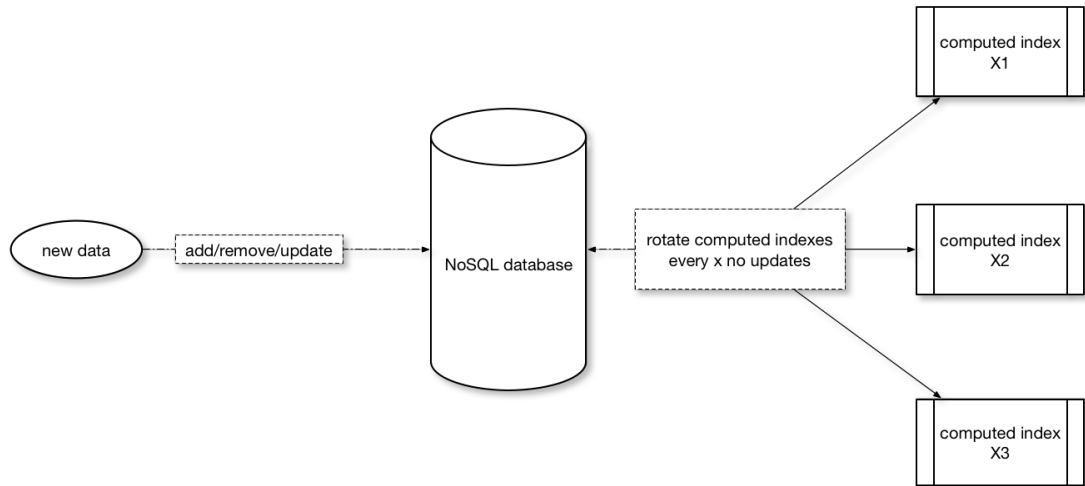 new data
add/remove/update
NoSQL database
rotate computed indexes
every x no updates
computed index
X1
computed index
X2
computed index
X3